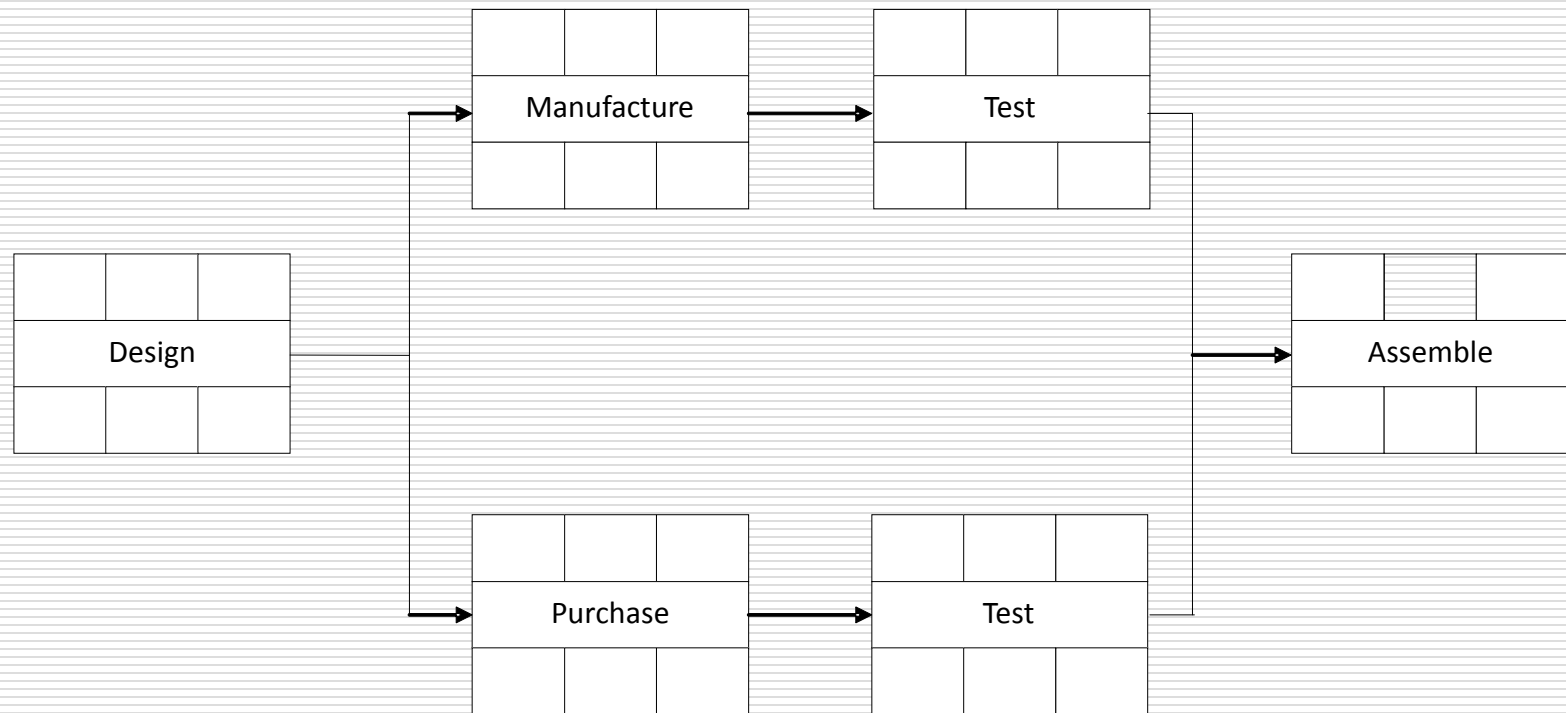 Manufacture
Test
Design
Assemble
Purchase
Test